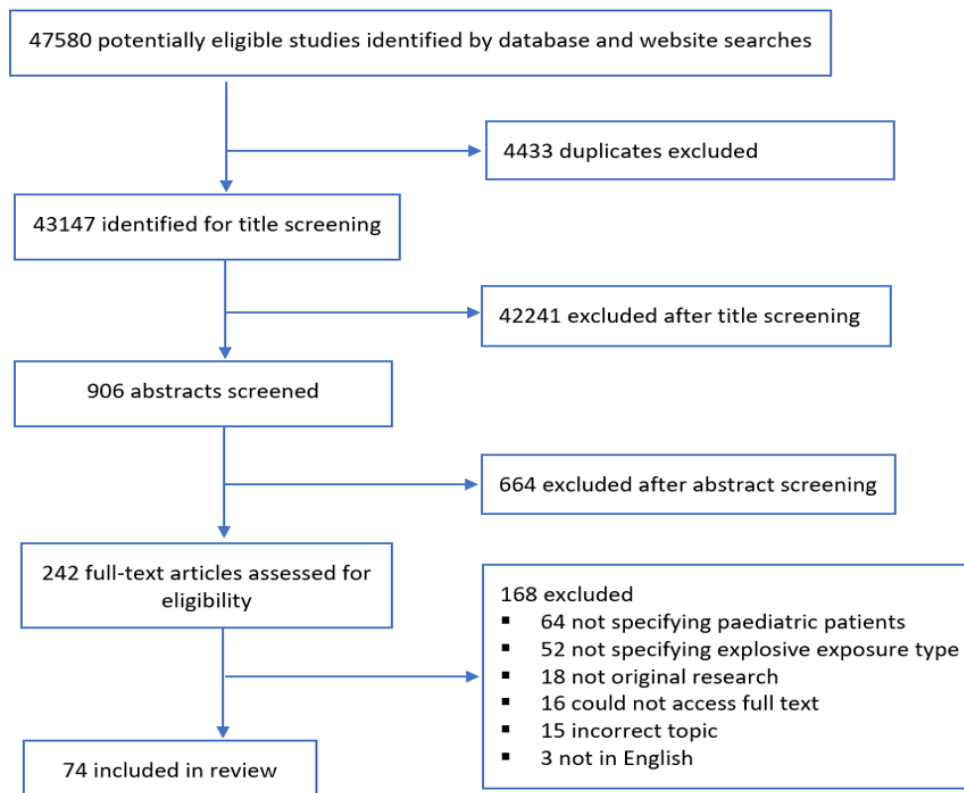 47580 potentially eligible studies identified by database and website searches
4433 duplicates excluded
43147 identified for title screening
42241 excluded after title screening
906 abstracts screened
664 excluded after abstract screening
242 full-text articles assessed for
eligibility
168 excluded
▪ 64 not specifying paediatric patients
▪ 52 not specifying explosive exposure type
▪ 18 not original research
▪ 16 could not access full text
▪ 15 incorrect topic
▪ 3 not in English
74 included in review